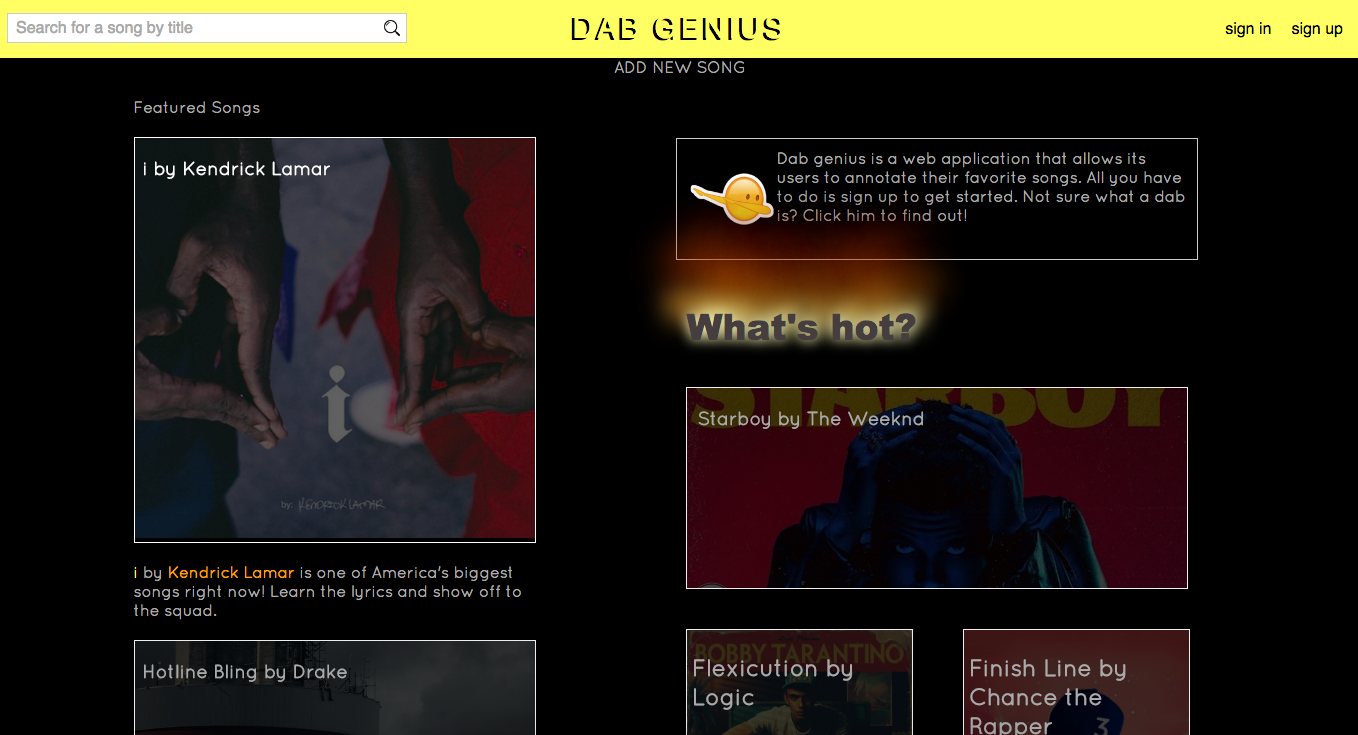 Search for a song by title
DAB GENIUS
sign in
sign up
ADD NEW SONG
Featured Songs
i by Kendrick Lamar
i
by: KENDRICK LAMAR
i by Kendrick Lamar is one of America's biggest
songs right now! Learn the lyrics and show off to
the squad.
Hotline Bling by Drake
Dab genius is a web application that allows its
users to annotate their favorite songs. All you have
to do is sign up to get started. Not sure what a dab
is? Click him to find out!
What's hot?
STARBOY
Starboy by The Weeknd
BOBBY TARANTINO
Flexicution by
Logic
Finish Line by
Chance the
Rapper
3